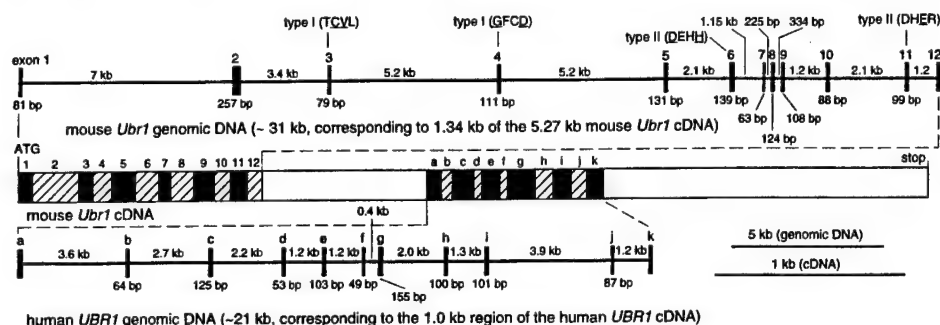 type I (TCVL) type I (GFCD) 1.15 kb 225 bp 334 bp type II (DHER)
type II (DEHH)
exon 1 2 3 4 5 6 7 8 9 10 11 12
7 kb 3.4 kb 5.2 kb 5.2 kb 2.1 kb 1.2 kb 2.1 kb 1.2
81 bp 257 bp 79 bp 111 bp 131 bp 139 bp 63 bp 108 bp 88 bp 99 bp
124 bp
mouse Ubr1 genomic DNA (~ 31 kb, corresponding to 1.34 kb of the 5.27 kb mouse Ubr1 cDNA)
ATG stop
1 2 3 4 5 6 7 8 9 10 11 12 a b c d e f g h i j k
mouse Ubr1 cDNA 0.4 kb
a b c d e f g h i j k
3.6 kb 2.7 kb 2.2 kb 1.2 kb 1.2 kb 2.0 kb 1.3 kb 3.9 kb 1.2 kb
64 bp 125 bp 53 bp 103 bp 49 bp 155 bp 100 bp 101 bp 87 bp
5 kb (genomic DNA)
1 kb (cDNA)
human UBR1 genomic DNA (~21 kb, corresponding to the 1.0 kb region of the human UBR1 cDNA)